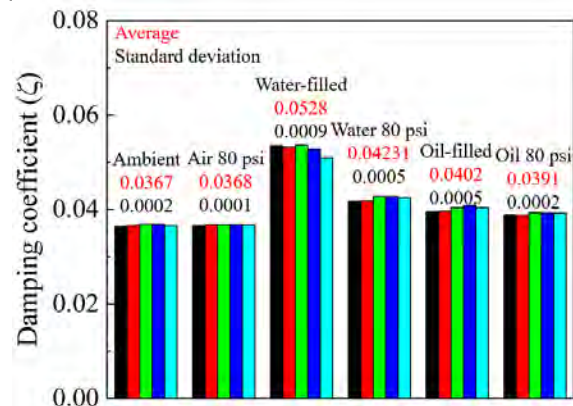 0.08
Average
Standard deviation
Water-filled
0.0528
0.0009
0.06
Water 80 psi
0.04231
0.0005
Ambient
0.0367
0.0002
Air 80 psi
0.0368
0.0001
Oil-filled
0.0402
0.0005
Oil 80 psi
0.0391
0.0002
0.04
0.02
0.00
Damping coefficient (ζ)